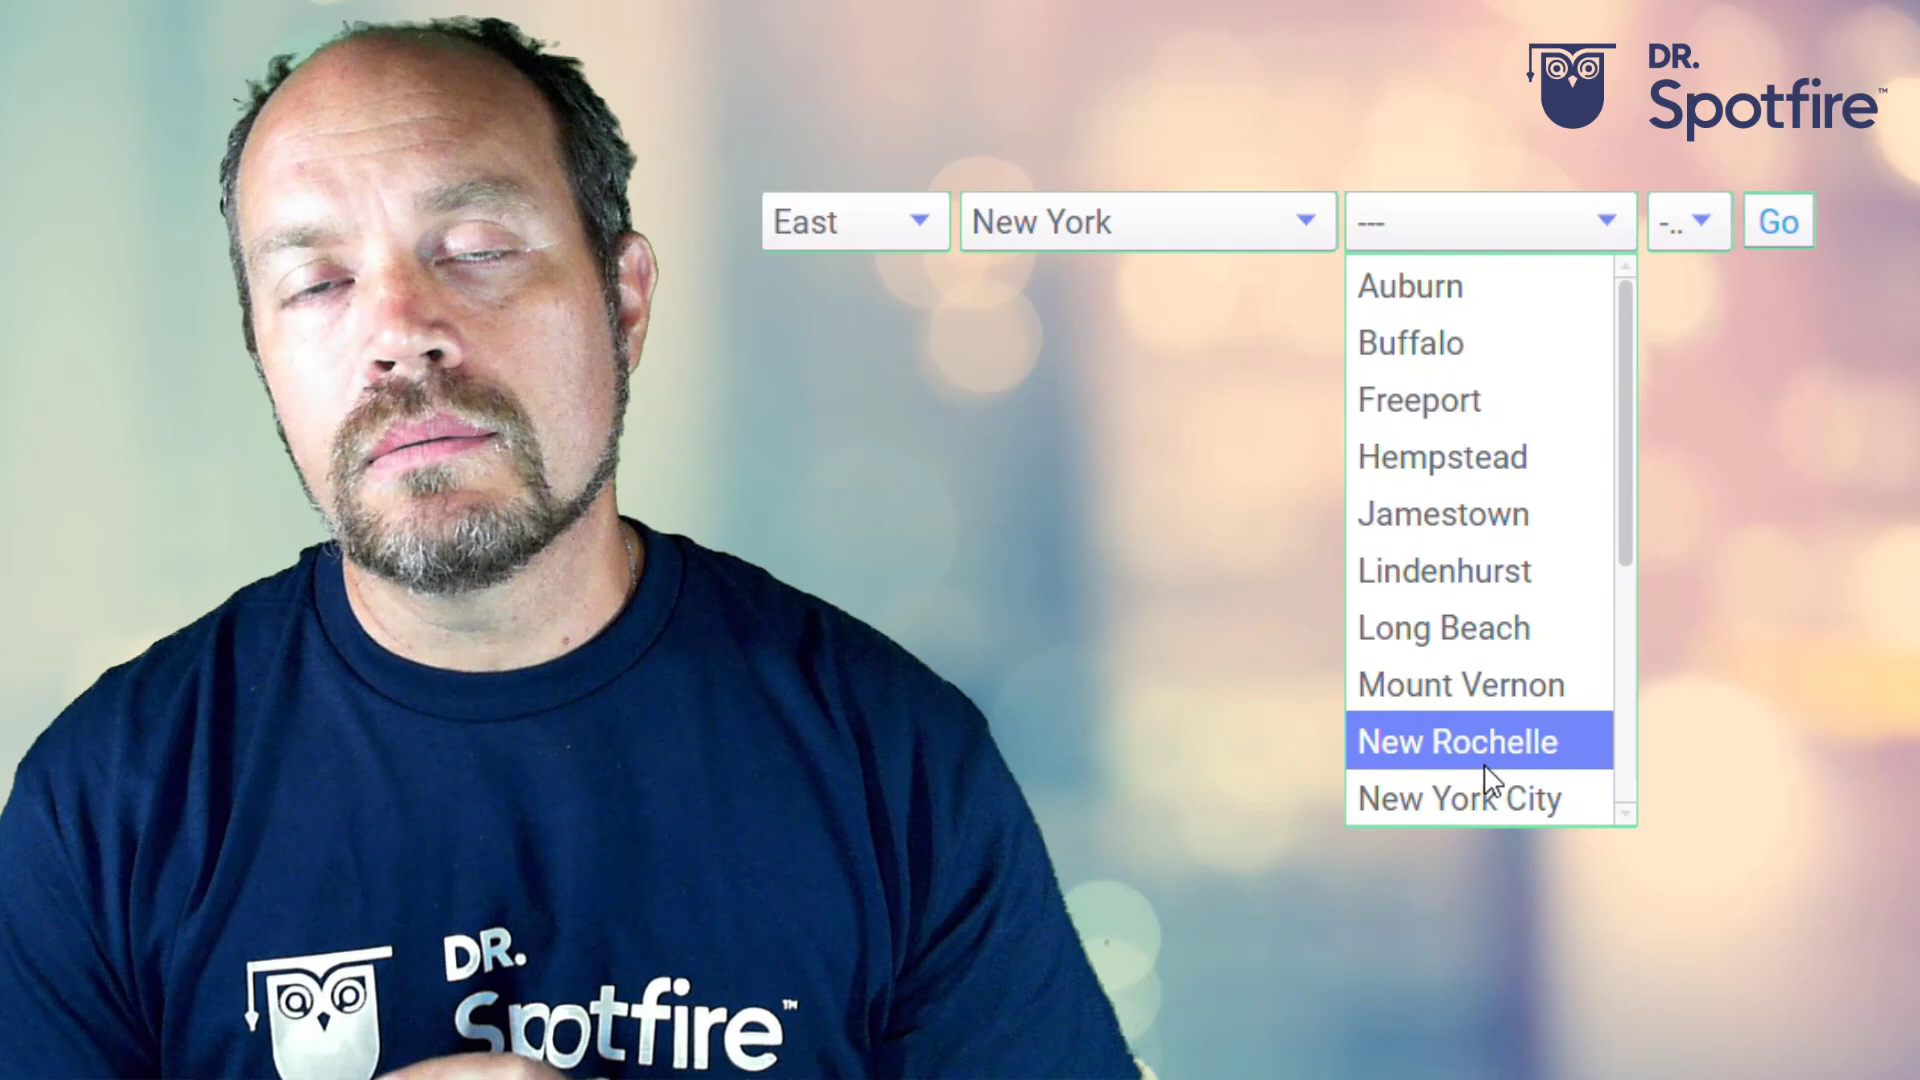 DR.
Spotfire™
East New York --- -.. Go
Auburn
Buffalo
Freeport
Hempstead
Jamestown
Lindenhurst
Long Beach
Mount Vernon
New Rochelle
New York City
DR.
Spotfire™